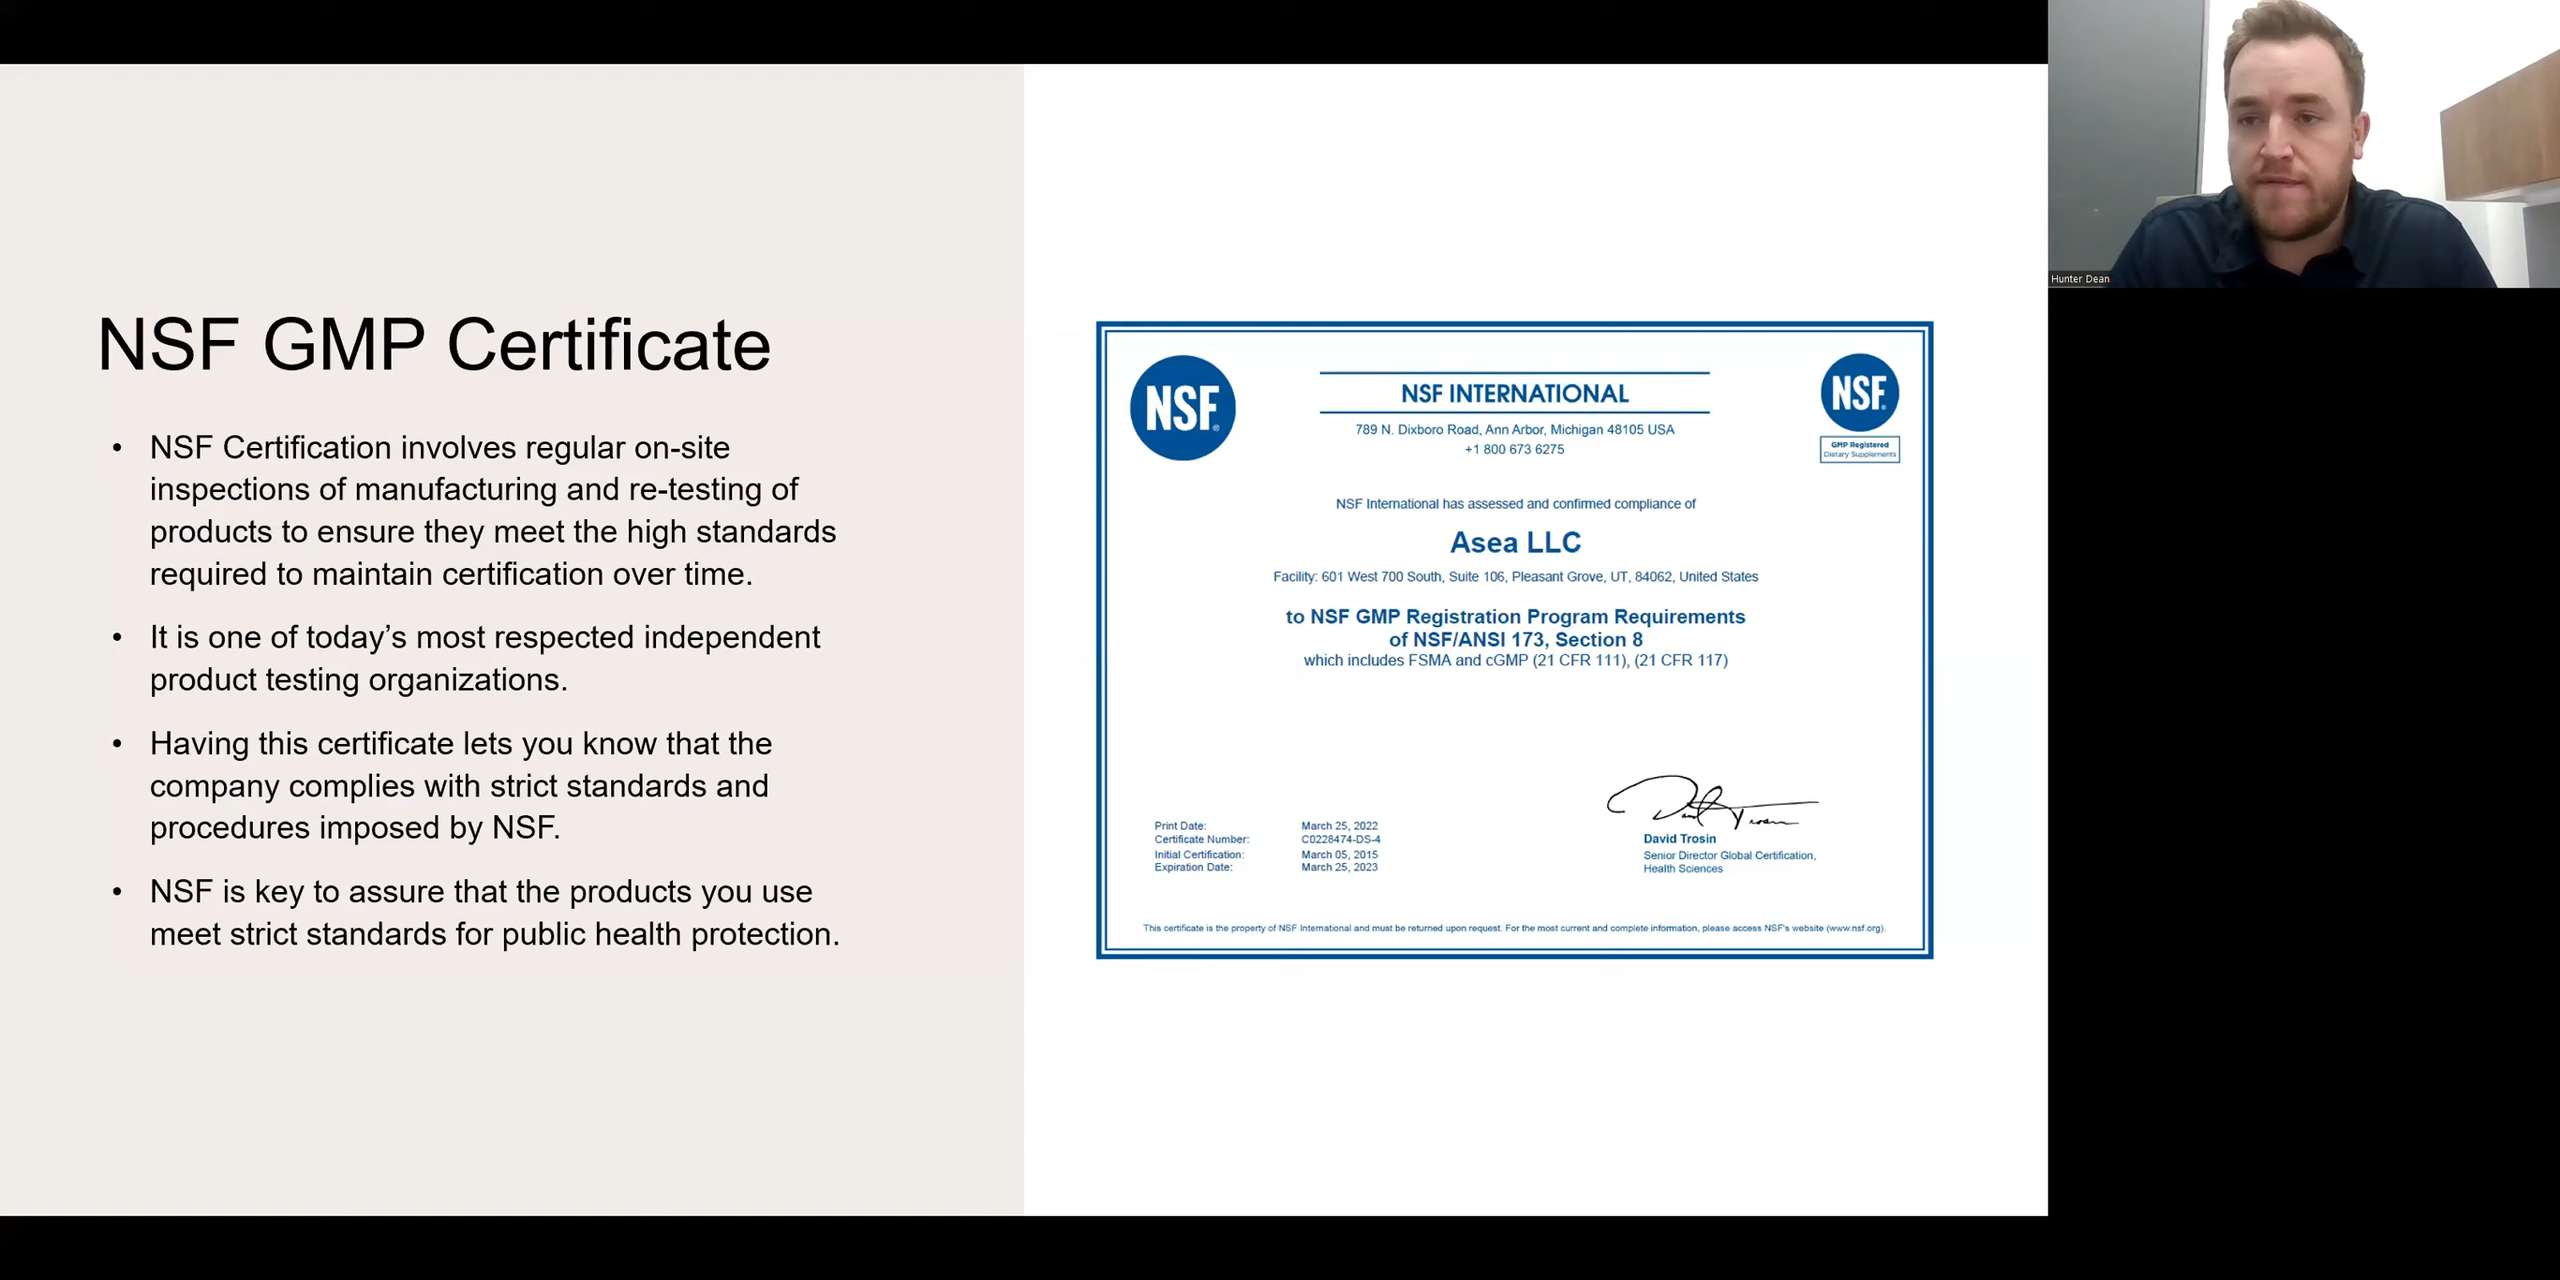 NSF GMP Certificate
• NSF Certification involves regular on-site
inspections of manufacturing and re-testing of
products to ensure they meet the high standards
required to maintain certification over time.
• It is one of today’s most respected independent
product testing organizations.
• Having this certificate lets you know that the
company complies with strict standards and
procedures imposed by NSF.
• NSF is key to assure that the products you use
meet strict standards for public health protection.
NSF®
NSF INTERNATIONAL
789 N. Dixboro Road, Ann Arbor, Michigan 48105 USA
+1 800 673 6275
NSF®
GMP Registered
Dietary Supplements
NSF International has assessed and confirmed compliance of
Asea LLC
Facility: 601 West 700 South, Suite 106, Pleasant Grove, UT, 84062, United States
to NSF GMP Registration Program Requirements
of NSF/ANSI 173, Section 8
which includes FSMA and cGMP (21 CFR 111), (21 CFR 117)
Print Date: March 25, 2022
Certificate Number: C0228474-DS-4
Initial Certification: March 05, 2015
Expiration Date: March 25, 2023
David Trosin
David Trosin
Senior Director Global Certification,
Health Sciences
This certificate is the property of NSF International and must be returned upon request. For the most current and complete information, please access NSF's website (www.nsf.org).
Hunter Dean